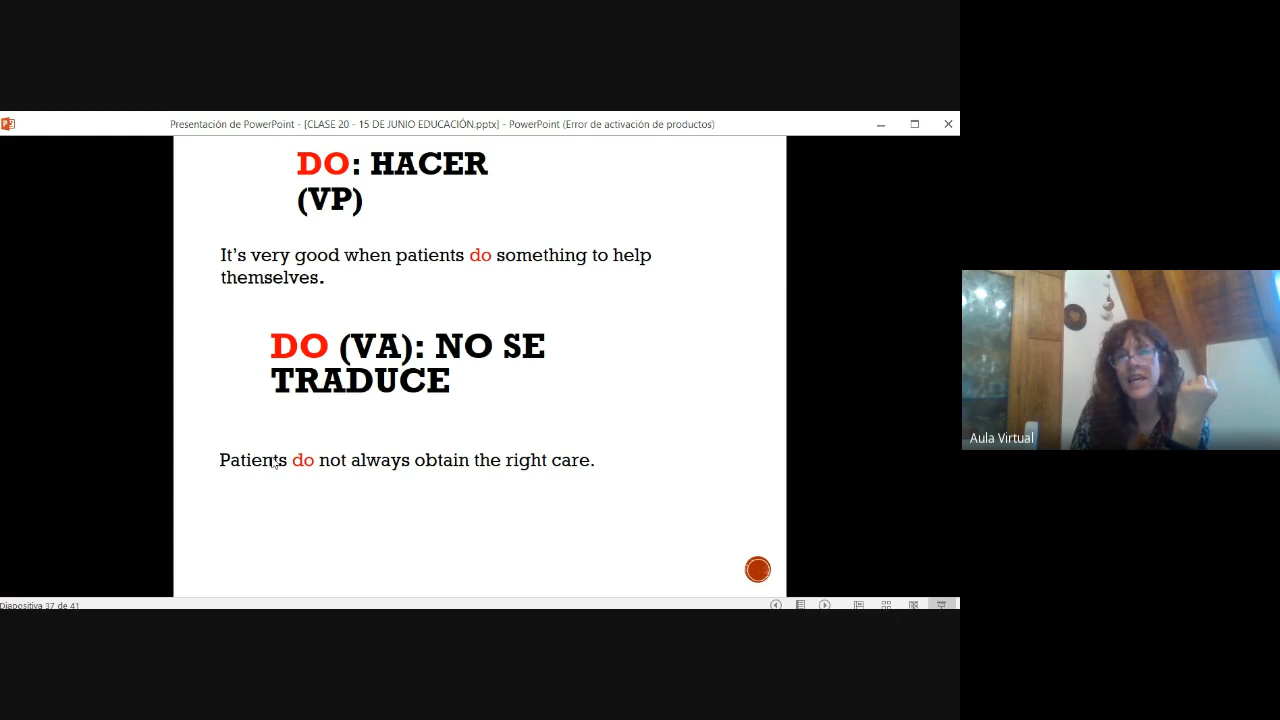 Presentación de PowerPoint - [CLASE 20 - 15 DE JUNIO EDUCACIÓN.pptx] - PowerPoint (Error de activación de productos)
DO: HACER
(VP)
It's very good when patients do something to help
themselves.
DO (VA): NO SE
TRADUCE
Aula Virtual
Patients do not always obtain the right care.
Diapositiva 37 de 41